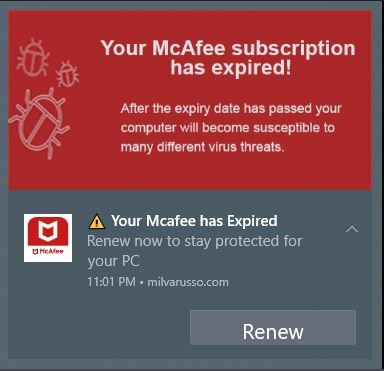 Your McAfee subscription
has expired!
After the expiry date has passed your
computer will become susceptible to
many different virus threats.
McAfee
⚠ Your Mcafee has Expired
Renew now to stay protected for
your PC
11:01 PM • milvarusso.com
Renew